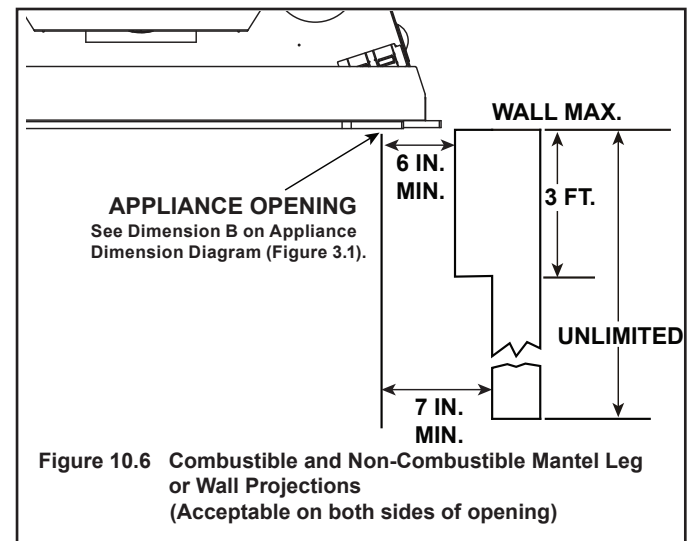 WALL MAX.
6 IN.
MIN.
3 FT.
APPLIANCE OPENING
See Dimension B on Appliance
Dimension Diagram (Figure 3.1).
UNLIMITED
7 IN.
MIN.
Figure 10.6 Combustible and Non-Combustible Mantel Leg
or Wall Projections
(Acceptable on both sides of opening)